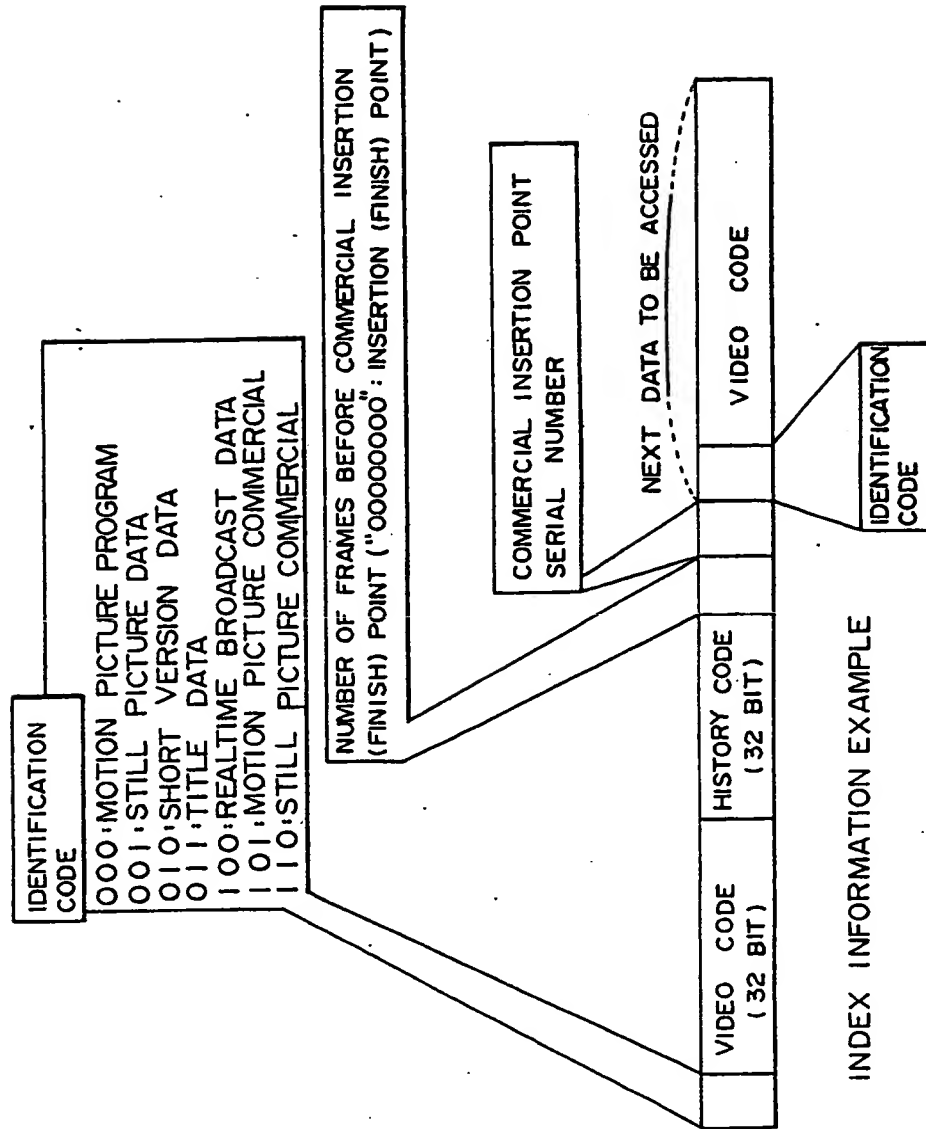 IDENTIFICATION
CODE
000:MOTION PICTURE PROGRAM
001:STILL PICTURE DATA
010:SHORT VERSION DATA
011:TITLE DATA
100:REALTIME BROADCAST DATA
101:MOTION PICTURE COMMERCIAL
110:STILL PICTURE COMMERCIAL
NUMBER OF FRAMES BEFORE COMMERCIAL INSERTION
(FINISH) POINT ("0000000": INSERTION (FINISH) POINT)
COMMERCIAL INSERTION POINT
SERIAL NUMBER
NEXT DATA TO BE ACCESSED
VIDEO CODE
(32 BIT)
HISTORY CODE
(32 BIT)
VIDEO CODE
IDENTIFICATION
CODE
INDEX INFORMATION EXAMPLE